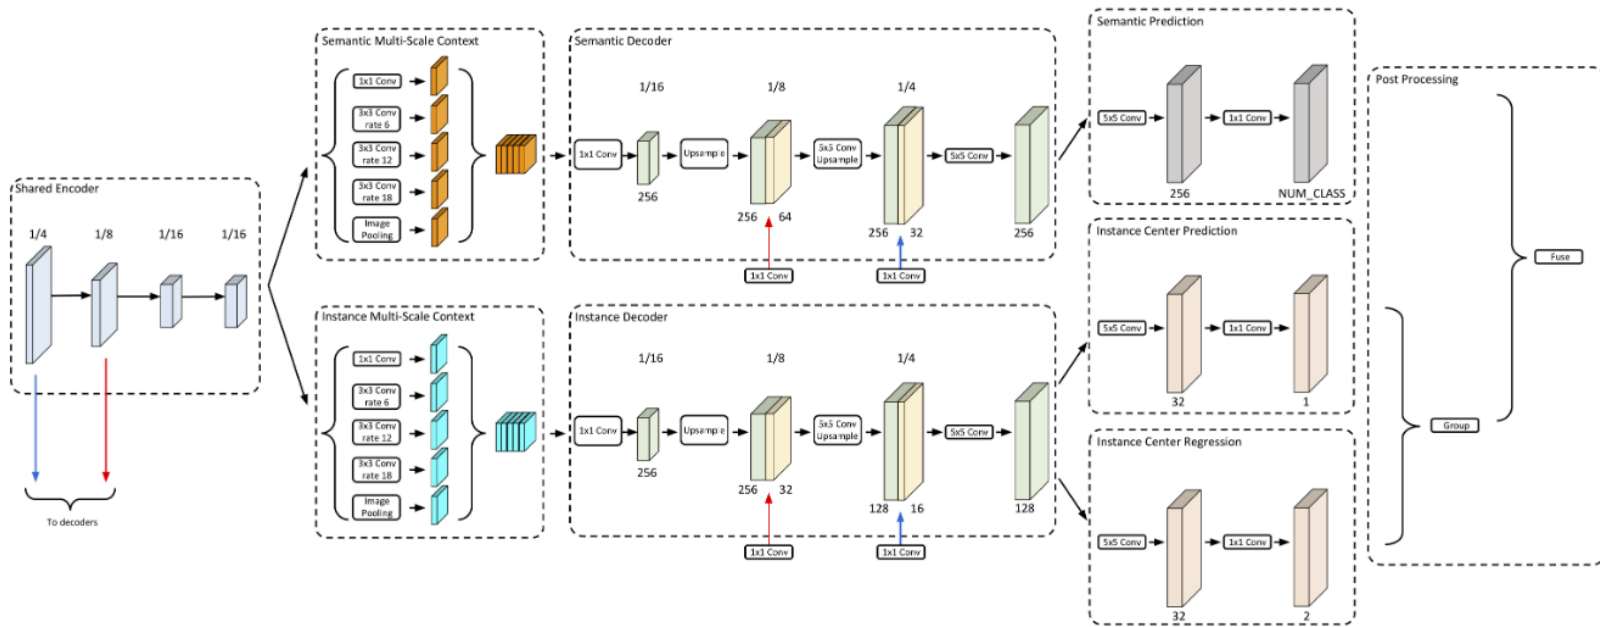 Shared Encoder
1/4
1/8
1/16
1/16
To decoders
Semantic Multi-Scale Context
1x1 Conv
3x3 Conv
rate 6
3x3 Conv
rate 12
3x3 Conv
rate 18
Image
Pooling
Instance Multi-Scale Context
1x1 Conv
3x3 Conv
rate 6
3x3 Conv
rate 12
3x3 Conv
rate 18
Image
Pooling
Semantic Decoder
1/16
1/8
1/4
1x1 Conv
Upsample
5x5 Conv
Upsample
5x5 Conv
256
256
64
256
32
256
1x1 Conv
1x1 Conv
Instance Decoder
1/16
1/8
1/4
1x1 Conv
Upsample
5x5 Conv
Upsample
5x5 Conv
256
256
32
128
16
128
1x1 Conv
1x1 Conv
Semantic Prediction
5x5 Conv
1x1 Conv
256
NUM_CLASS
Instance Center Prediction
5x5 Conv
1x1 Conv
32
1
Instance Center Regression
5x5 Conv
1x1 Conv
32
2
Post Processing
Group
Fuse